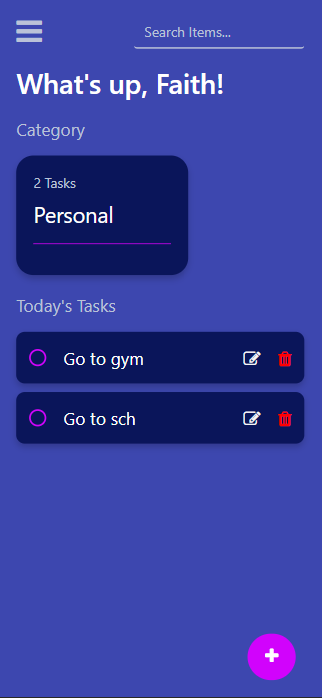 Search Items...
What's up, Faith!
Category
2 Tasks
Personal
Today's Tasks
Go to gym
Go to sch